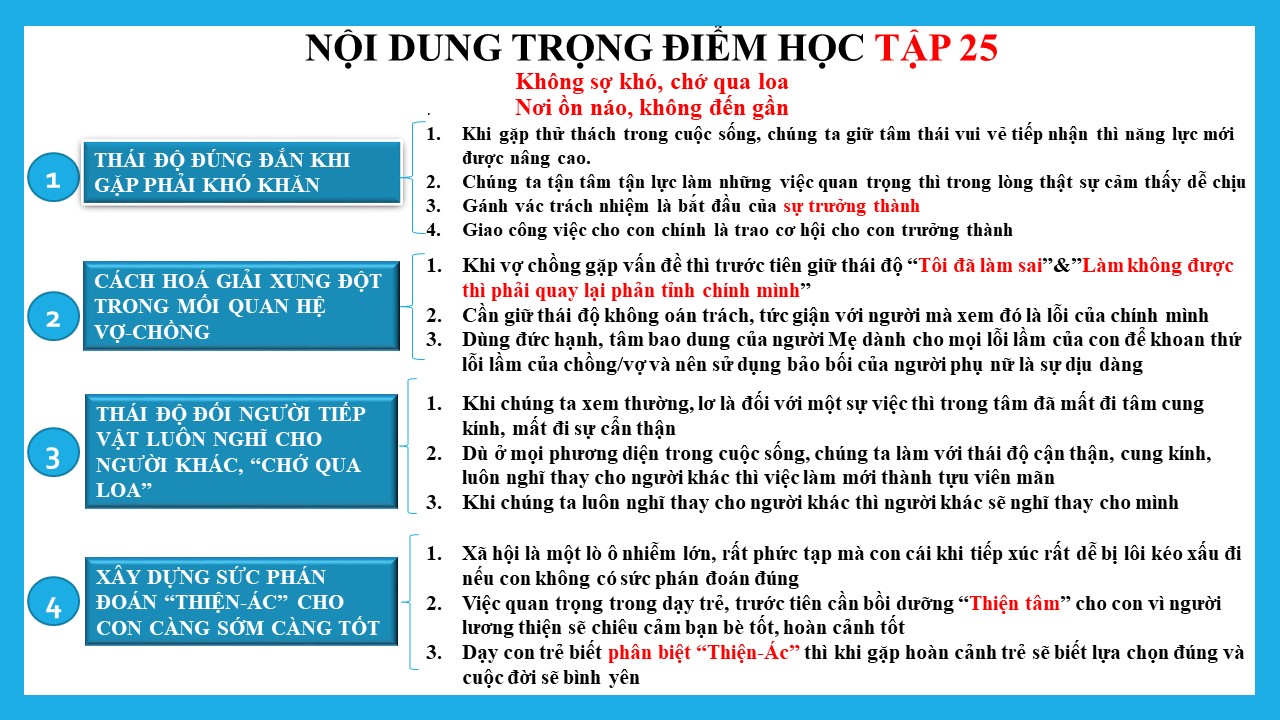 NỘI DUNG TRỌNG ĐIỂM HỌC TẬP 25
Không sợ khó, chớ qua loa
Nơi ồn náo, không đến gần
.
1
THÁI ĐỘ ĐÚNG ĐẮN KHI
GẶP PHẢI KHÓ KHĂN
1. Khi gặp thử thách trong cuộc sống, chúng ta giữ tâm thái vui vẻ tiếp nhận thì năng lực mới
được nâng cao.
2. Chúng ta tận tâm tận lực làm những việc quan trọng thì trong lòng thật sự cảm thấy dễ chịu
3. Gánh vác trách nhiệm là bắt đầu của sự trưởng thành
4. Giao công việc cho con chính là trao cơ hội cho con trưởng thành
2
CÁCH HOÁ GIẢI XUNG ĐỘT
TRONG MỐI QUAN HỆ
VỢ-CHỒNG
1. Khi vợ chồng gặp vấn đề thì trước tiên giữ thái độ “Tôi đã làm sai”&”Làm không được
thì phải quay lại phản tỉnh chính mình”
2. Cần giữ thái độ không oán trách, tức giận với người mà xem đó là lỗi của chính mình
3. Dùng đức hạnh, tâm bao dung của người Mẹ dành cho mọi lỗi lầm của con để khoan thứ
lỗi lầm của chồng/vợ và nên sử dụng bảo bối của người phụ nữ là sự dịu dàng
3
THÁI ĐỘ ĐỐI NGƯỜI TIẾP
VẬT LUÔN NGHĨ CHO
NGƯỜI KHÁC, “CHỚ QUA
LOA”
1. Khi chúng ta xem thường, lơ là đối với một sự việc thì trong tâm đã mất đi tâm cung
kính, mất đi sự cẩn thận
2. Dù ở mọi phương diện trong cuộc sống, chúng ta làm với thái độ cận thận, cung kính,
luôn nghĩ thay cho người khác thì việc làm mới thành tựu viên mãn
3. Khi chúng ta luôn nghĩ thay cho người khác thì người khác sẽ nghĩ thay cho mình
4
XÂY DỰNG SỨC PHÁN
ĐOÁN “THIỆN-ÁC” CHO
CON CÀNG SỚM CÀNG TỐT
1. Xã hội là một lò ô nhiễm lớn, rất phức tạp mà con cái khi tiếp xúc rất dễ bị lôi kéo xấu đi
nếu con không có sức phán đoán đúng
2. Việc quan trọng trong dạy trẻ, trước tiên cần bồi dưỡng “Thiện tâm” cho con vì người
lương thiện sẽ chiêu cảm bạn bè tốt, hoàn cảnh tốt
3. Dạy con trẻ biết phân biệt “Thiện-Ác” thì khi gặp hoàn cảnh trẻ sẽ biết lựa chọn đúng và
cuộc đời sẽ bình yên